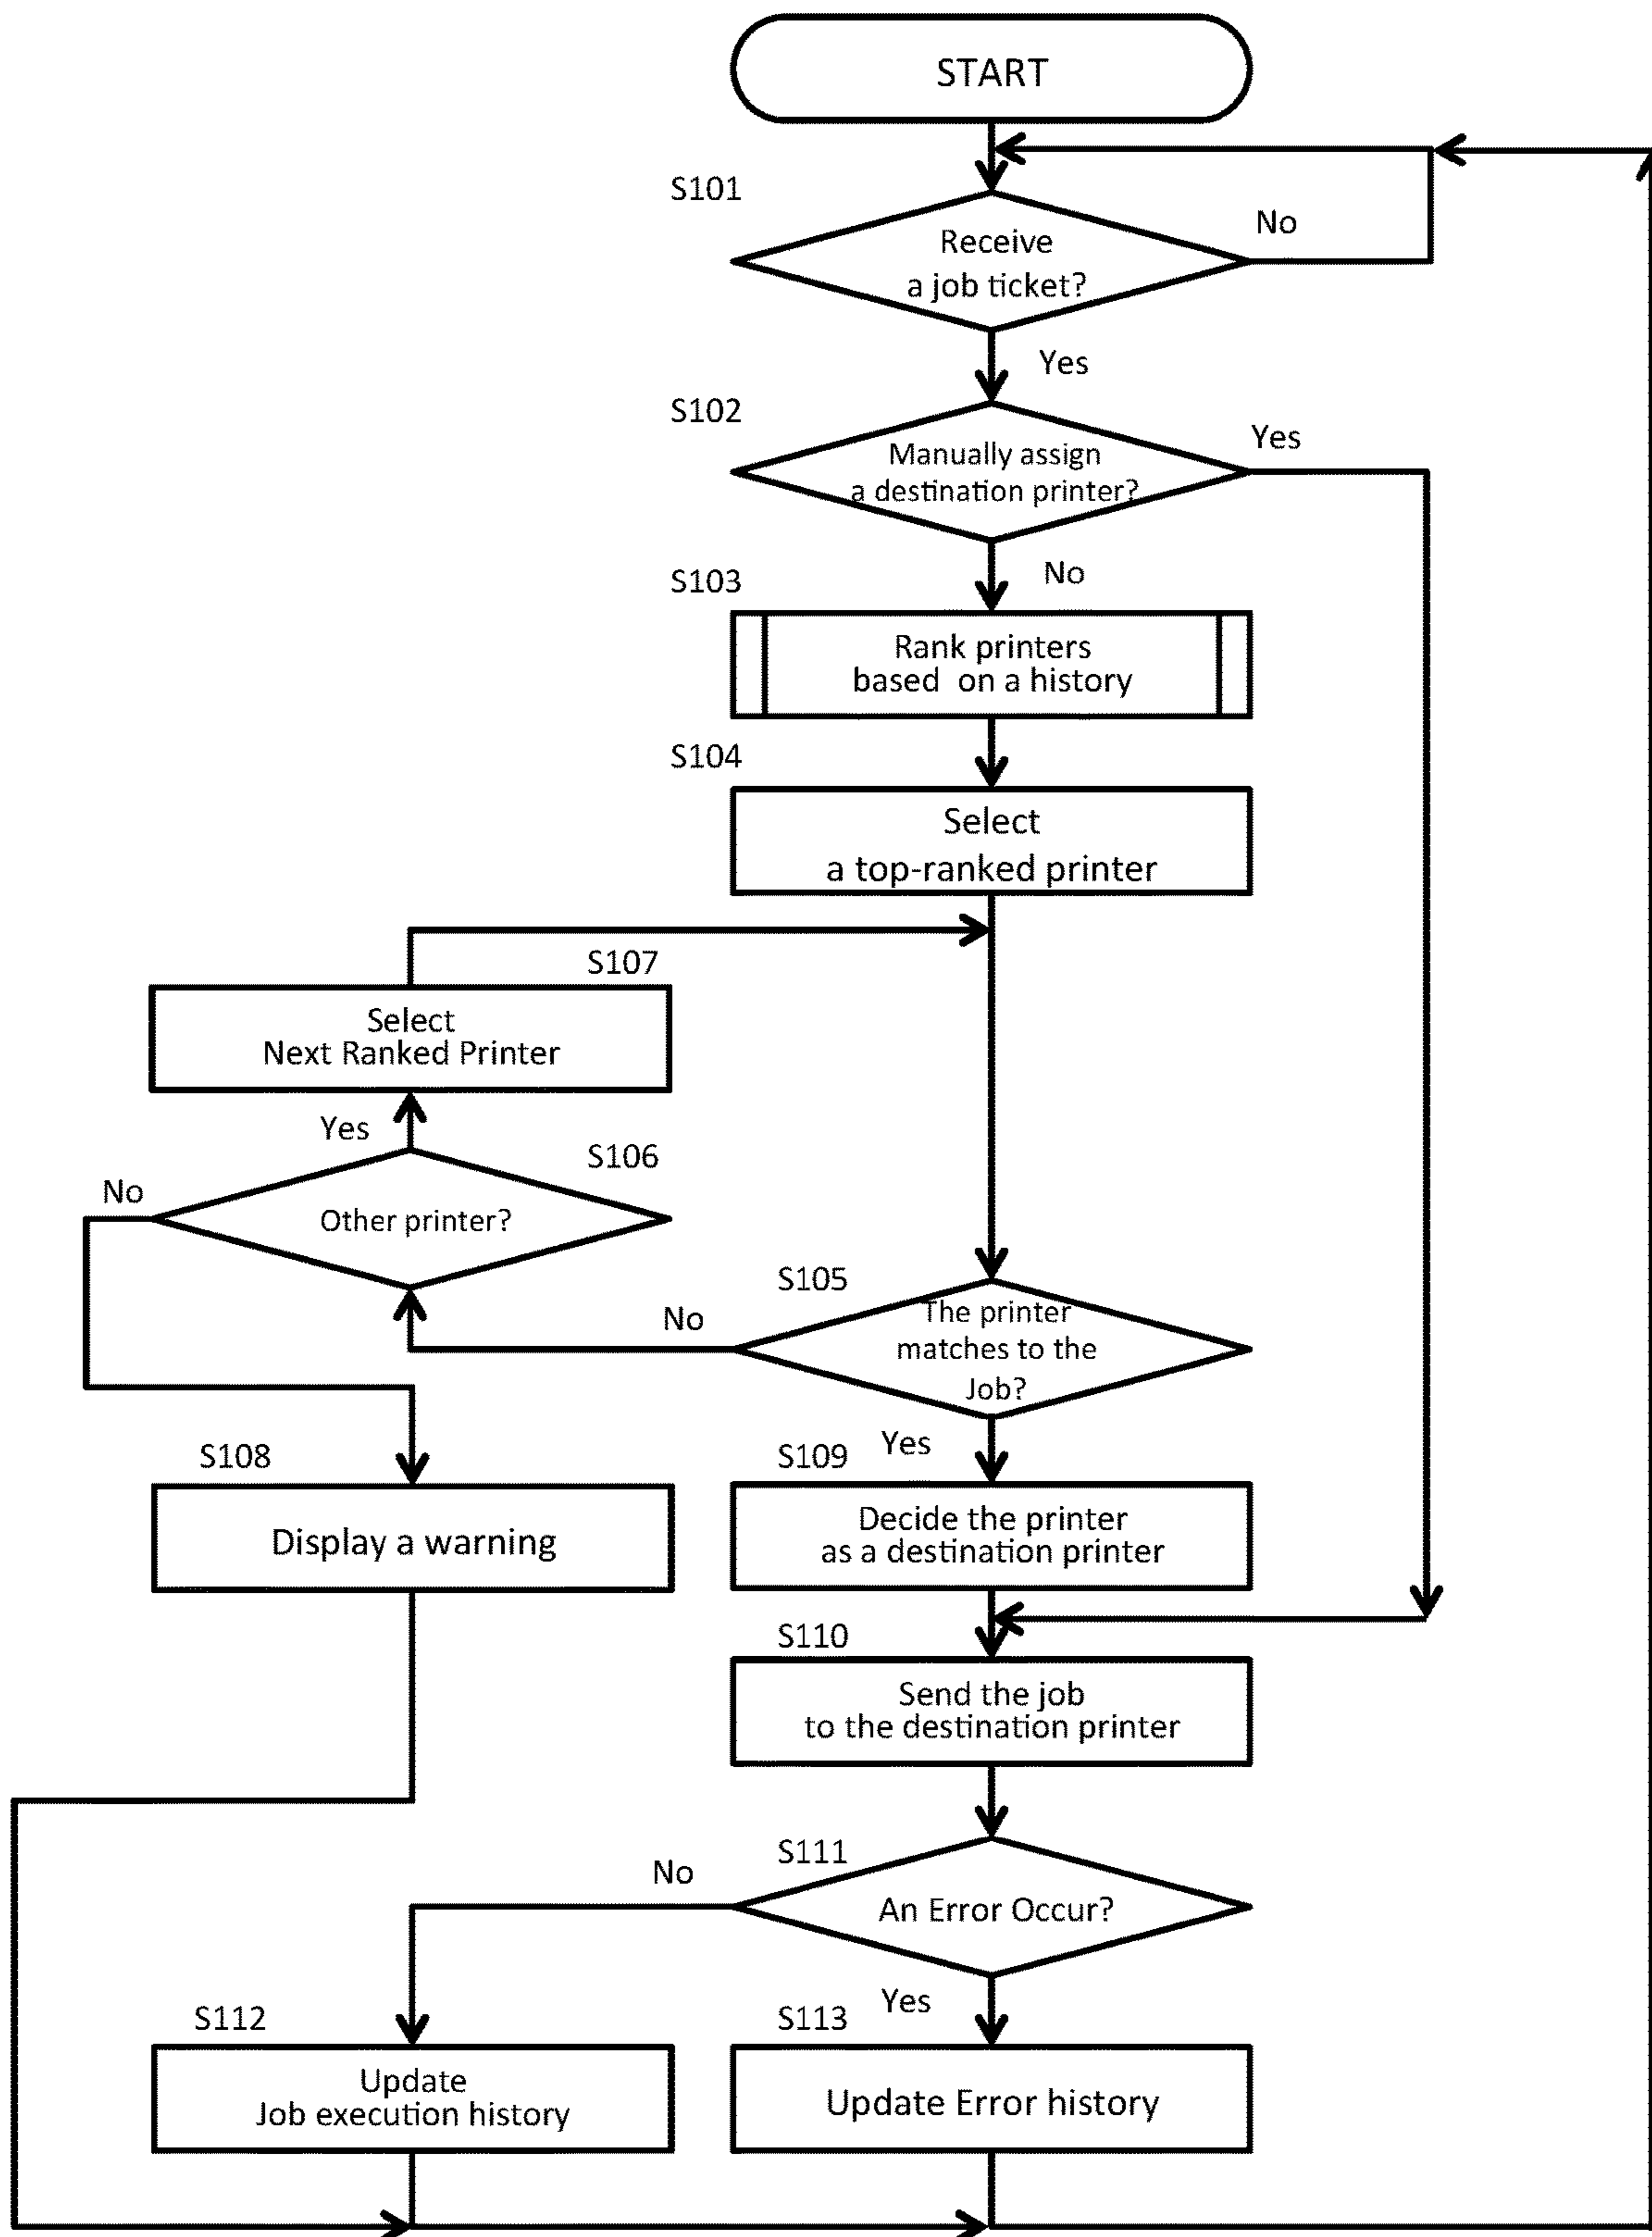 START
S101
Receive
a job ticket?
No
Yes
S102
Manually assign
a destination printer?
Yes
No
S103
Rank printers
based on a history
S104
Select
a top-ranked printer
S107
Select
Next Ranked Printer
Yes
S106
No
Other printer?
S105
The printer
matches to the
Job?
No
Yes
S108
Display a warning
S109
Decide the printer
as a destination printer
S110
Send the job
to the destination printer
S111
An Error Occur?
No
Yes
S112
Update
Job execution history
S113
Update Error history